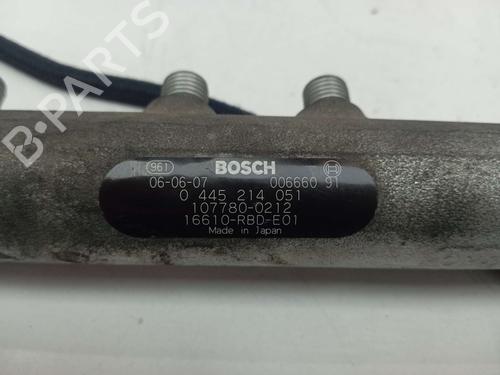 B-PARTS
961 BOSCH
06-06-07 006660 91
0 445 214 051
107780-0212
16610-RBD-E01
Made in Japan